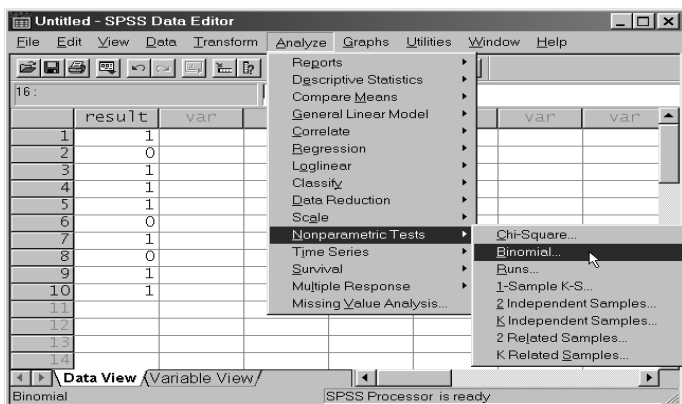 Untitled - SPSS Data Editor
File Edit View Data Transform Analyze Graphs Utilities Window Help
16 :
result var var var
1 1
2 0
3 1
4 1
5 1
6 0
7 1
8 0
9 1
10 1
11
12
13
14
Reports
Descriptive Statistics
Compare Means
General Linear Model
Correlate
Regression
Loglinear
Classify
Data Reduction
Scale
Nonparametric Tests
Time Series
Survival
Multiple Response
Missing Value Analysis...
Chi-Square...
Binomial...
Runs...
1-Sample K-S...
2 Independent Samples...
K Independent Samples...
2 Related Samples...
K Related Samples...
Data View Variable View
Binomial SPSS Processor is ready